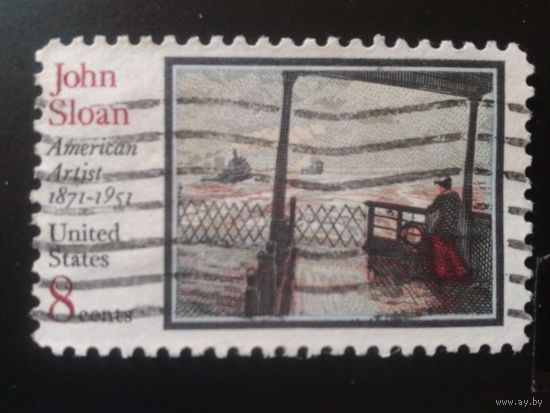 John
Sloan
American
Artist
1871-1951
United
States
8 cents
www.ay.by